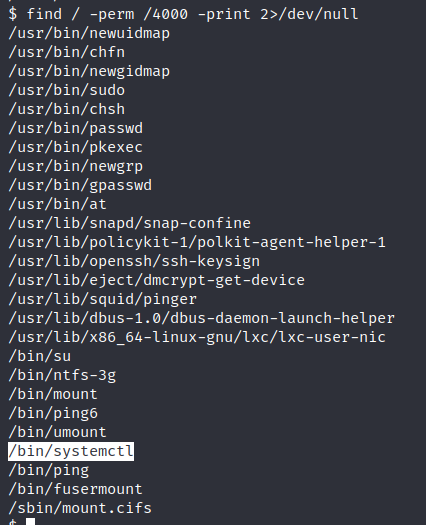 $ find / -perm /4000 -print 2>/dev/null
/usr/bin/newuidmap
/usr/bin/chfn
/usr/bin/newgidmap
/usr/bin/sudo
/usr/bin/chsh
/usr/bin/passwd
/usr/bin/pkexec
/usr/bin/newgrp
/usr/bin/gpasswd
/usr/bin/at
/usr/lib/snapd/snap-confine
/usr/lib/policykit-1/polkit-agent-helper-1
/usr/lib/openssh/ssh-keysign
/usr/lib/eject/dmcrypt-get-device
/usr/lib/squid/pinger
/usr/lib/dbus-1.0/dbus-daemon-launch-helper
/usr/lib/x86_64-linux-gnu/lxc/lxc-user-nic
/bin/su
/bin/ntfs-3g
/bin/mount
/bin/ping6
/bin/umount
/bin/systemctl
/bin/ping
/bin/fusermount
/sbin/mount.cifs
$